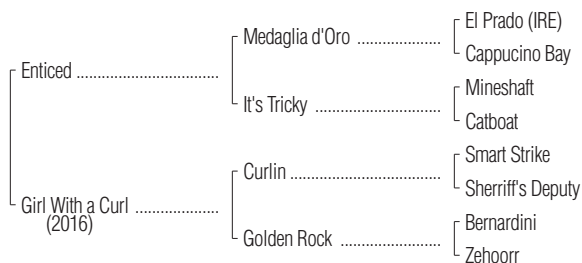 El Prado (IRE)
Medaglia d'Oro ....................
Cappucino Bay
Enticed ...................................
Mineshaft
It's Tricky ..............................
Catboat
Smart Strike
Curlin .....................................
Sherriff's Deputy
Girl With a Curl ....................
(2016)
Bernardini
Golden Rock ........................
Zehoorr